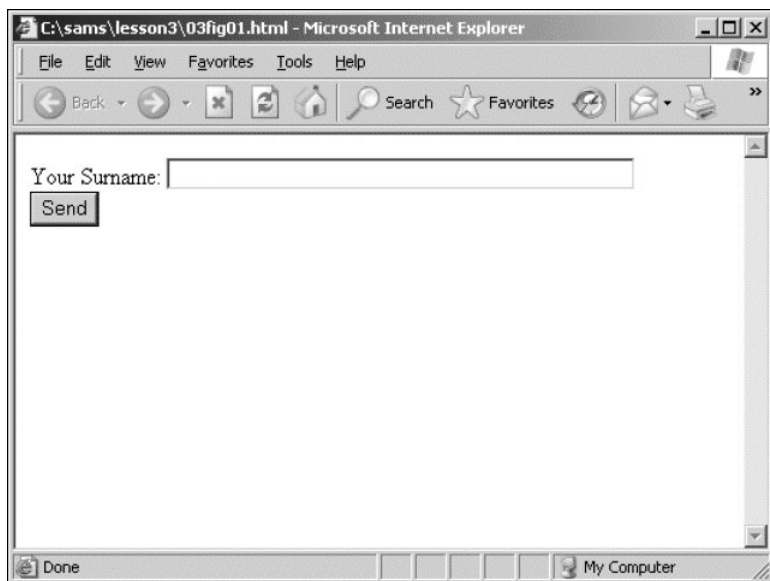 C:\sams\lesson3\03fig01.html - Microsoft Internet Explorer
File Edit View Favorites Tools Help
Back Search Favorites »
Your Surname:
Send
Done My Computer